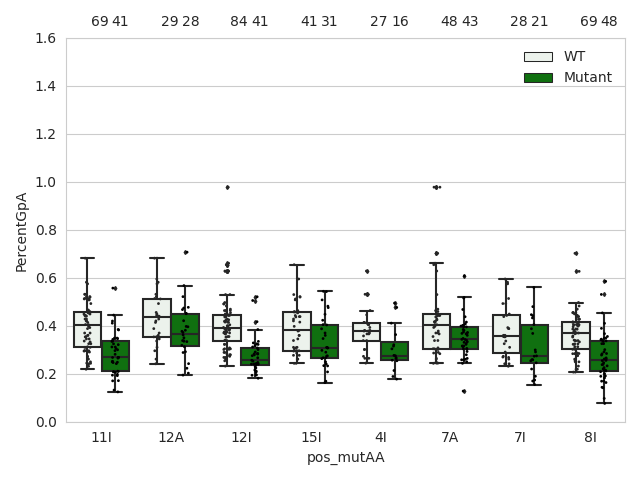 69 41 29 28 84 41 41 31 27 16 48 43 28 21 69 48
1.6
1.4
1.2
1.0
0.8
0.6
0.4
0.2
0.0
PercentGpA
WT
Mutant
11I 12A 12I 15I 4I 7A 7I 8I
pos_mutAA